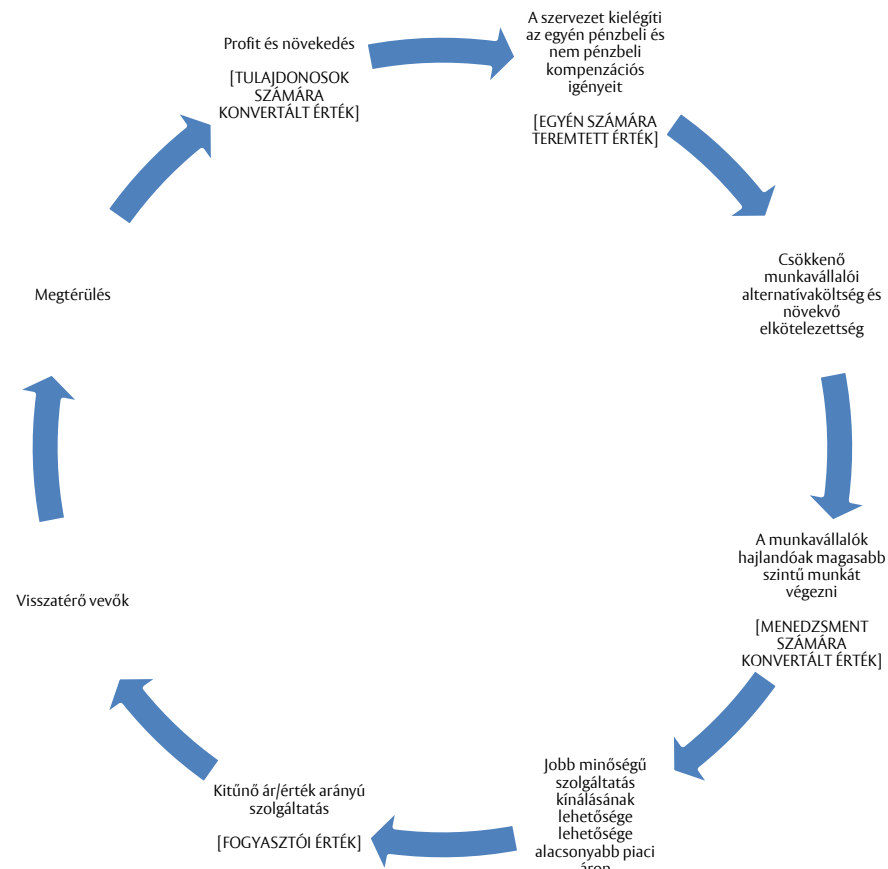 Profit és növekedés
[TULAJDONOSOK
SZÁMÁRA
KONVERTÁLT ÉRTÉK]
A szervezet kielégíti
az egyén pénzbeli és
nem pénzbeli
kompenzációs
igényeit
[EGYÉN SZÁMÁRA
TEREMTETT ÉRTÉK]
Csökkenő
munkavállalói
alternatívaköltség és
növekvő
elkötelezettség
A munkavállalók
hajlandóak magasabb
szintű munkát
végezni
[MENEDZSMENT
SZÁMÁRA
KONVERTÁLT ÉRTÉK]
Jobb minőségű
szolgáltatás
kínálásának
lehetősége
lehetősége
alacsonyabb piaci
áron
Kitűnő ár/érték arányú
szolgáltatás
[FOGYASZTÓI ÉRTÉK]
Visszatérő vevők
Megtérülés